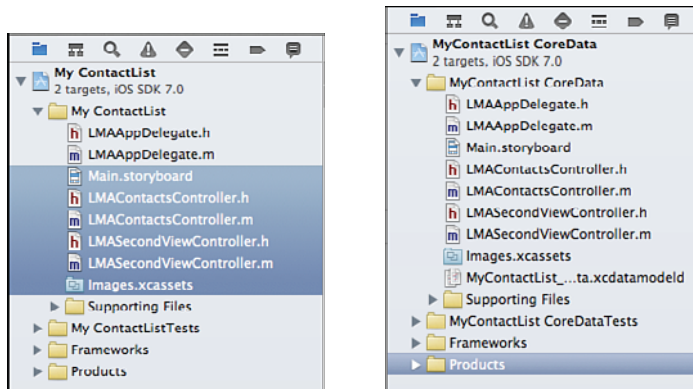 My ContactList
2 targets, iOS SDK 7.0
My ContactList
h LMAAppDelegate.h
m LMAAppDelegate.m
Main.storyboard
h LMAContactsController.h
m LMAContactsController.m
h LMASecondViewController.h
m LMASecondViewController.m
Images.xcassets
Supporting Files
My ContactListTests
Frameworks
Products
MyContactList CoreData
2 targets, iOS SDK 7.0
MyContactList CoreData
h LMAAppDelegate.h
m LMAAppDelegate.m
Main.storyboard
h LMAContactsController.h
m LMAContactsController.m
h LMASecondViewController.h
m LMASecondViewController.m
Images.xcassets
MyContactList_...ta.xcdatamodeld
Supporting Files
MyContactList CoreDataTests
Frameworks
Products